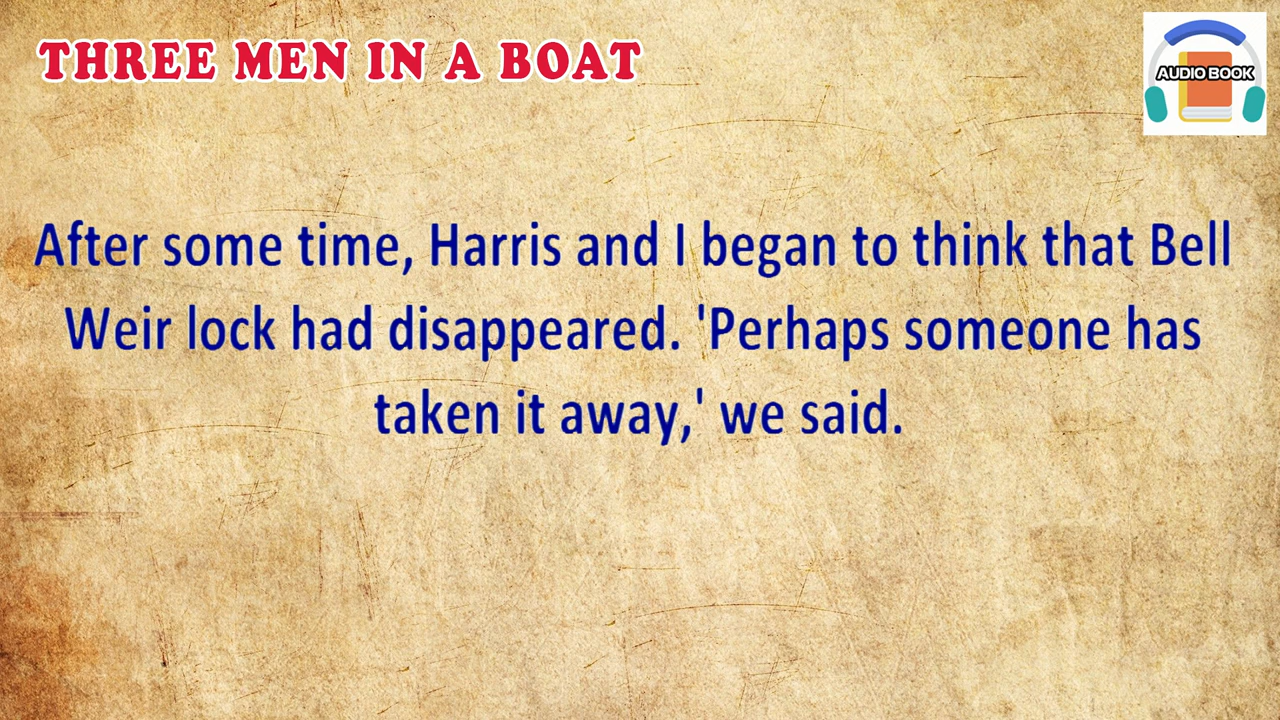 THREE MEN IN A BOAT
AUDIO BOOK
After some time, Harris and I began to think that Bell
Weir lock had disappeared. 'Perhaps someone has
taken it away,' we said.